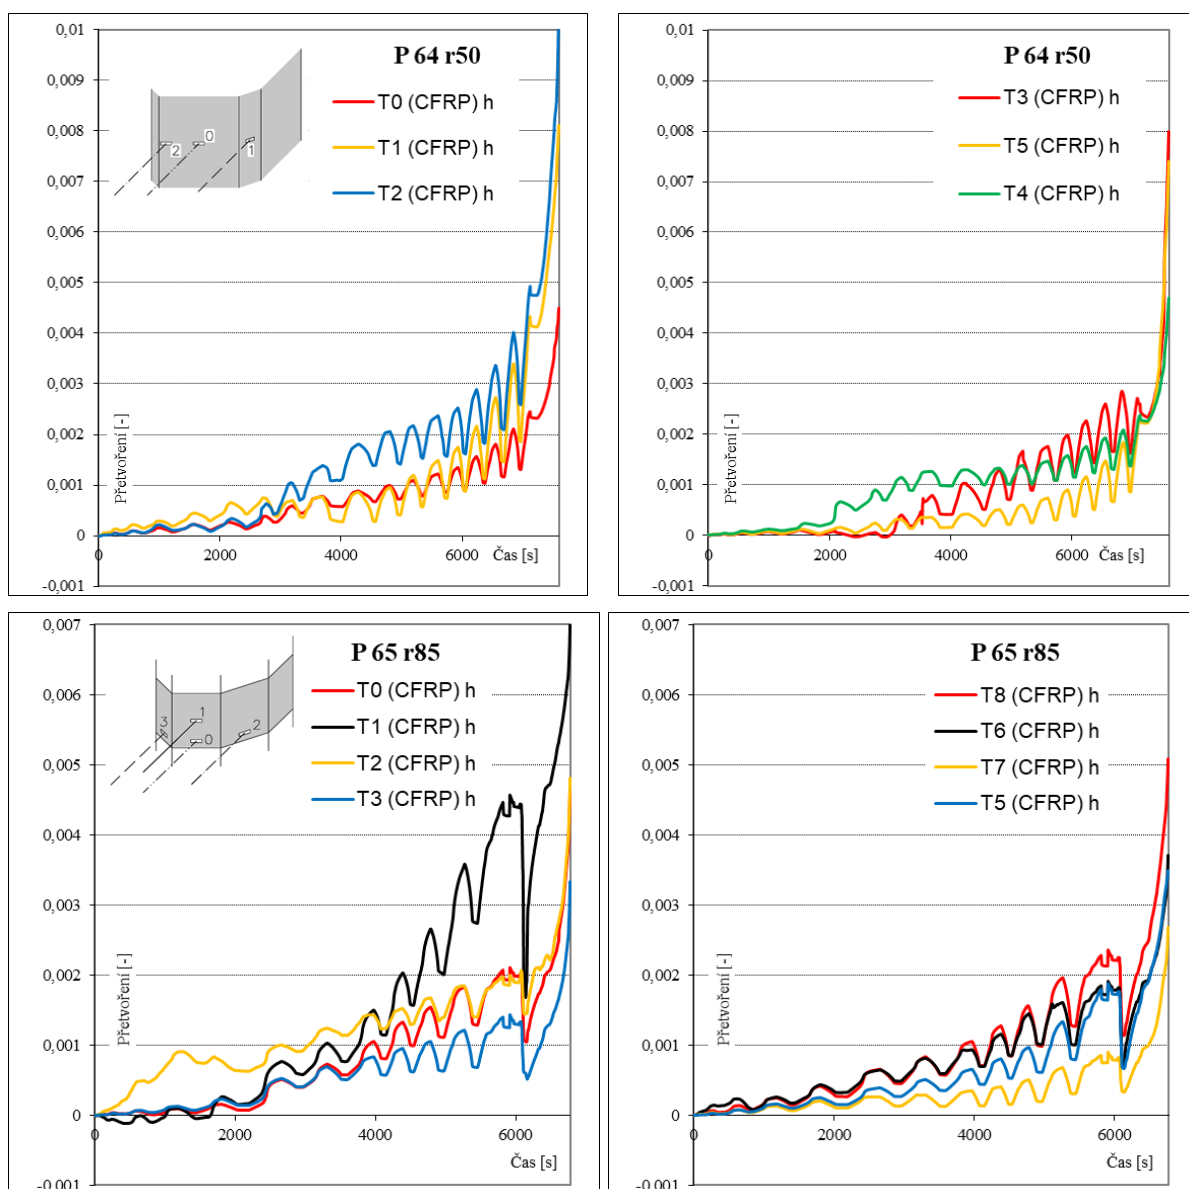 0,01
0,009
0,008
0,007
0,006
0,005
0,004
0,003
0,002
0,001
0
-0,001
2000
4000
6000
Čas [s]
Přetvoření [-]
P 64 r50
T0 (CFRP) h
T1 (CFRP) h
T2 (CFRP) h
2
0
1
0,01
0,009
0,008
0,007
0,006
0,005
0,004
0,003
0,002
0,001
0
-0,001
0
2000
4000
6000
Čas [s]
Přetvoření [-]
P 64 r50
T3 (CFRP) h
T5 (CFRP) h
T4 (CFRP) h
0,007
0,006
0,005
0,004
0,003
0,002
0,001
0
-0,001
0
2000
4000
6000
Čas [s]
Přetvoření [-]
P 65 r85
T0 (CFRP) h
T1 (CFRP) h
T2 (CFRP) h
T3 (CFRP) h
3
1
0
2
0,007
0,006
0,005
0,004
0,003
0,002
0,001
0
-0,001
0
2000
4000
6000
Čas [s]
Přetvoření [-]
P 65 r85
T8 (CFRP) h
T6 (CFRP) h
T7 (CFRP) h
T5 (CFRP) h